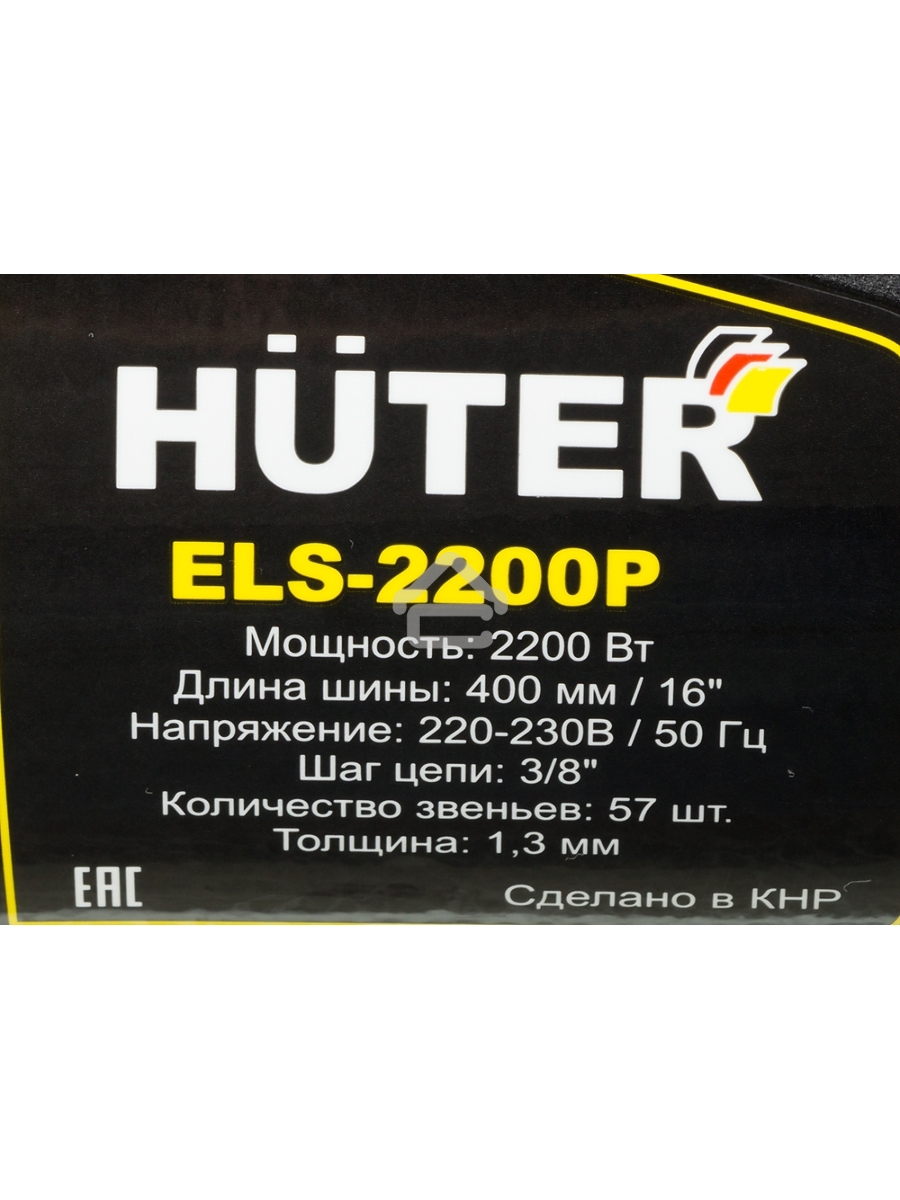 HÜTER
ELS-2200P
Мощность: 2200 Вт
Длина шины: 400 мм / 16"
Напряжение: 220-230В / 50 Гц
Шаг цепи: 3/8"
Количество звеньев: 57 шт.
Толщина: 1,3 мм
EAC
Сделано в КНР